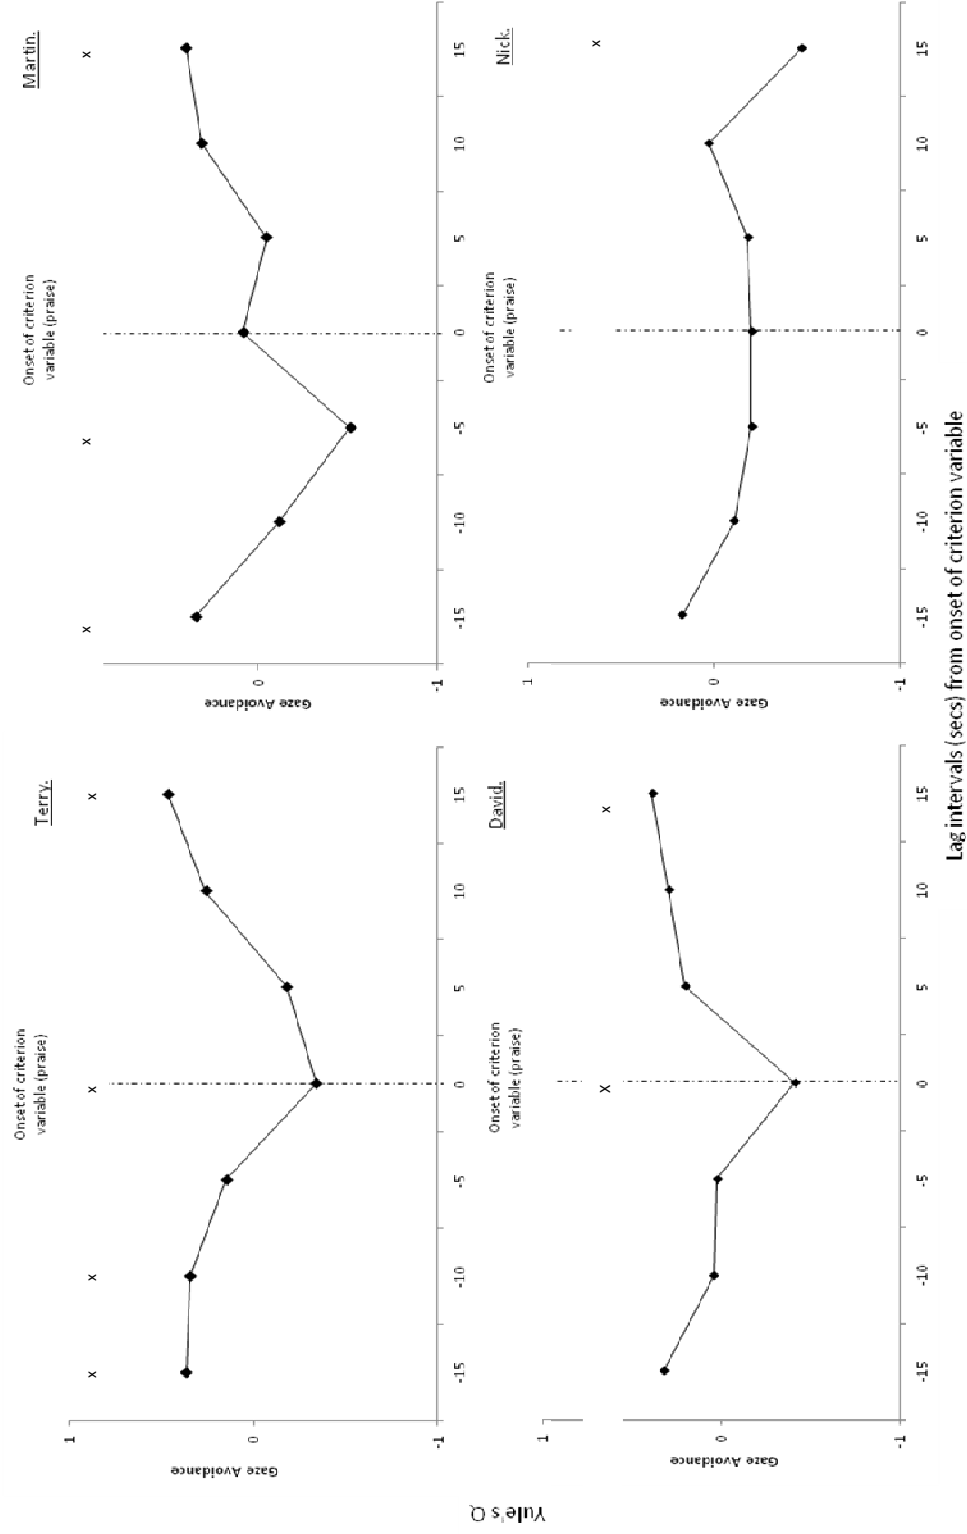 Terry.
Onset of criterion
variable (praise)
x
x
x
x
1
0
-1
Gaze Avoidance
-15
-10
-5
0
5
10
15
Martin.
Onset of criterion
variable (praise)
x
x
x
0
-1
Gaze Avoidance
-15
-10
-5
0
5
10
15
Yule's Q
David.
Onset of criterion
variable (praise)
x
x
1
0
-1
Gaze Avoidance
-15
-10
-5
0
5
10
15
Nick.
Onset of criterion
variable (praise)
x
1
0
-1
Gaze Avoidance
-15
-10
-5
0
5
10
15
Lag intervals (secs) from onset of criterion variable